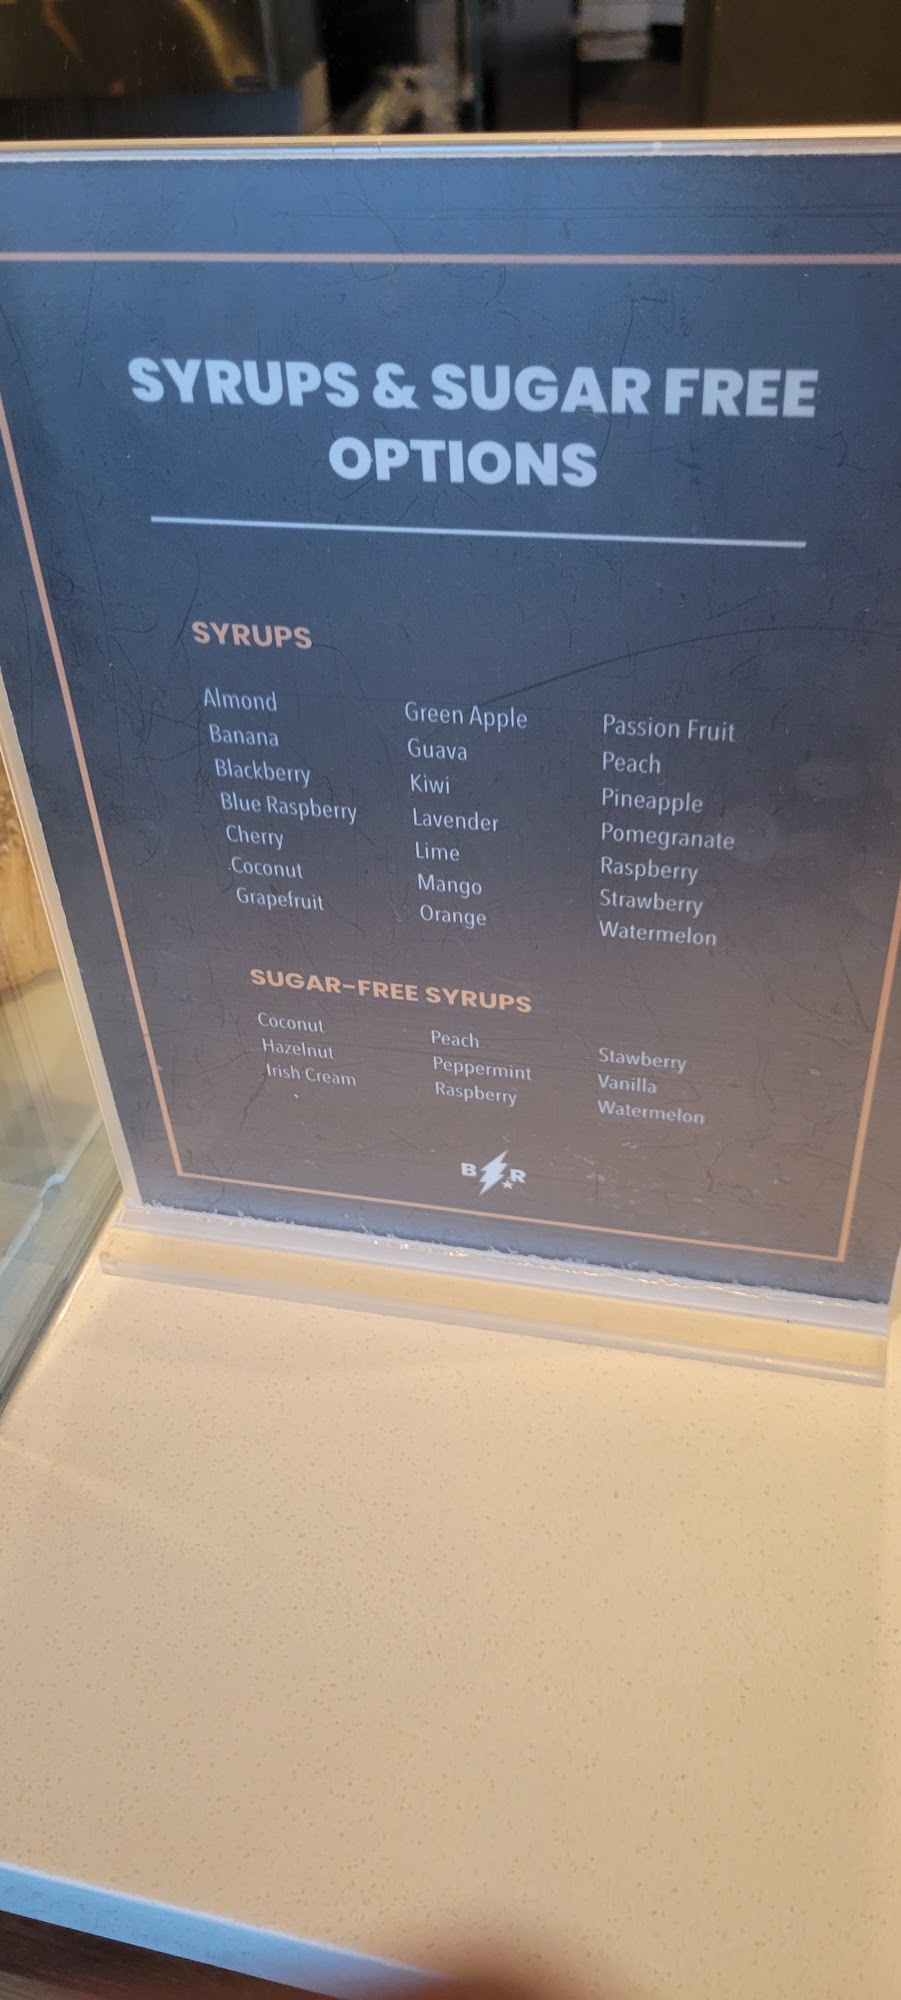 SYRUPS & SUGAR FREE
OPTIONS
SYRUPS
Almond
Banana
Blackberry
Blue Raspberry
Cherry
Coconut
Grapefruit
Green Apple
Guava
Kiwi
Lavender
Lime
Mango
Orange
Passion Fruit
Peach
Pineapple
Pomegranate
Raspberry
Strawberry
Watermelon
SUGAR-FREE SYRUPS
Coconut
Hazelnut
Irish Cream
Peach
Peppermint
Raspberry
Stawberry
Vanilla
Watermelon
B R